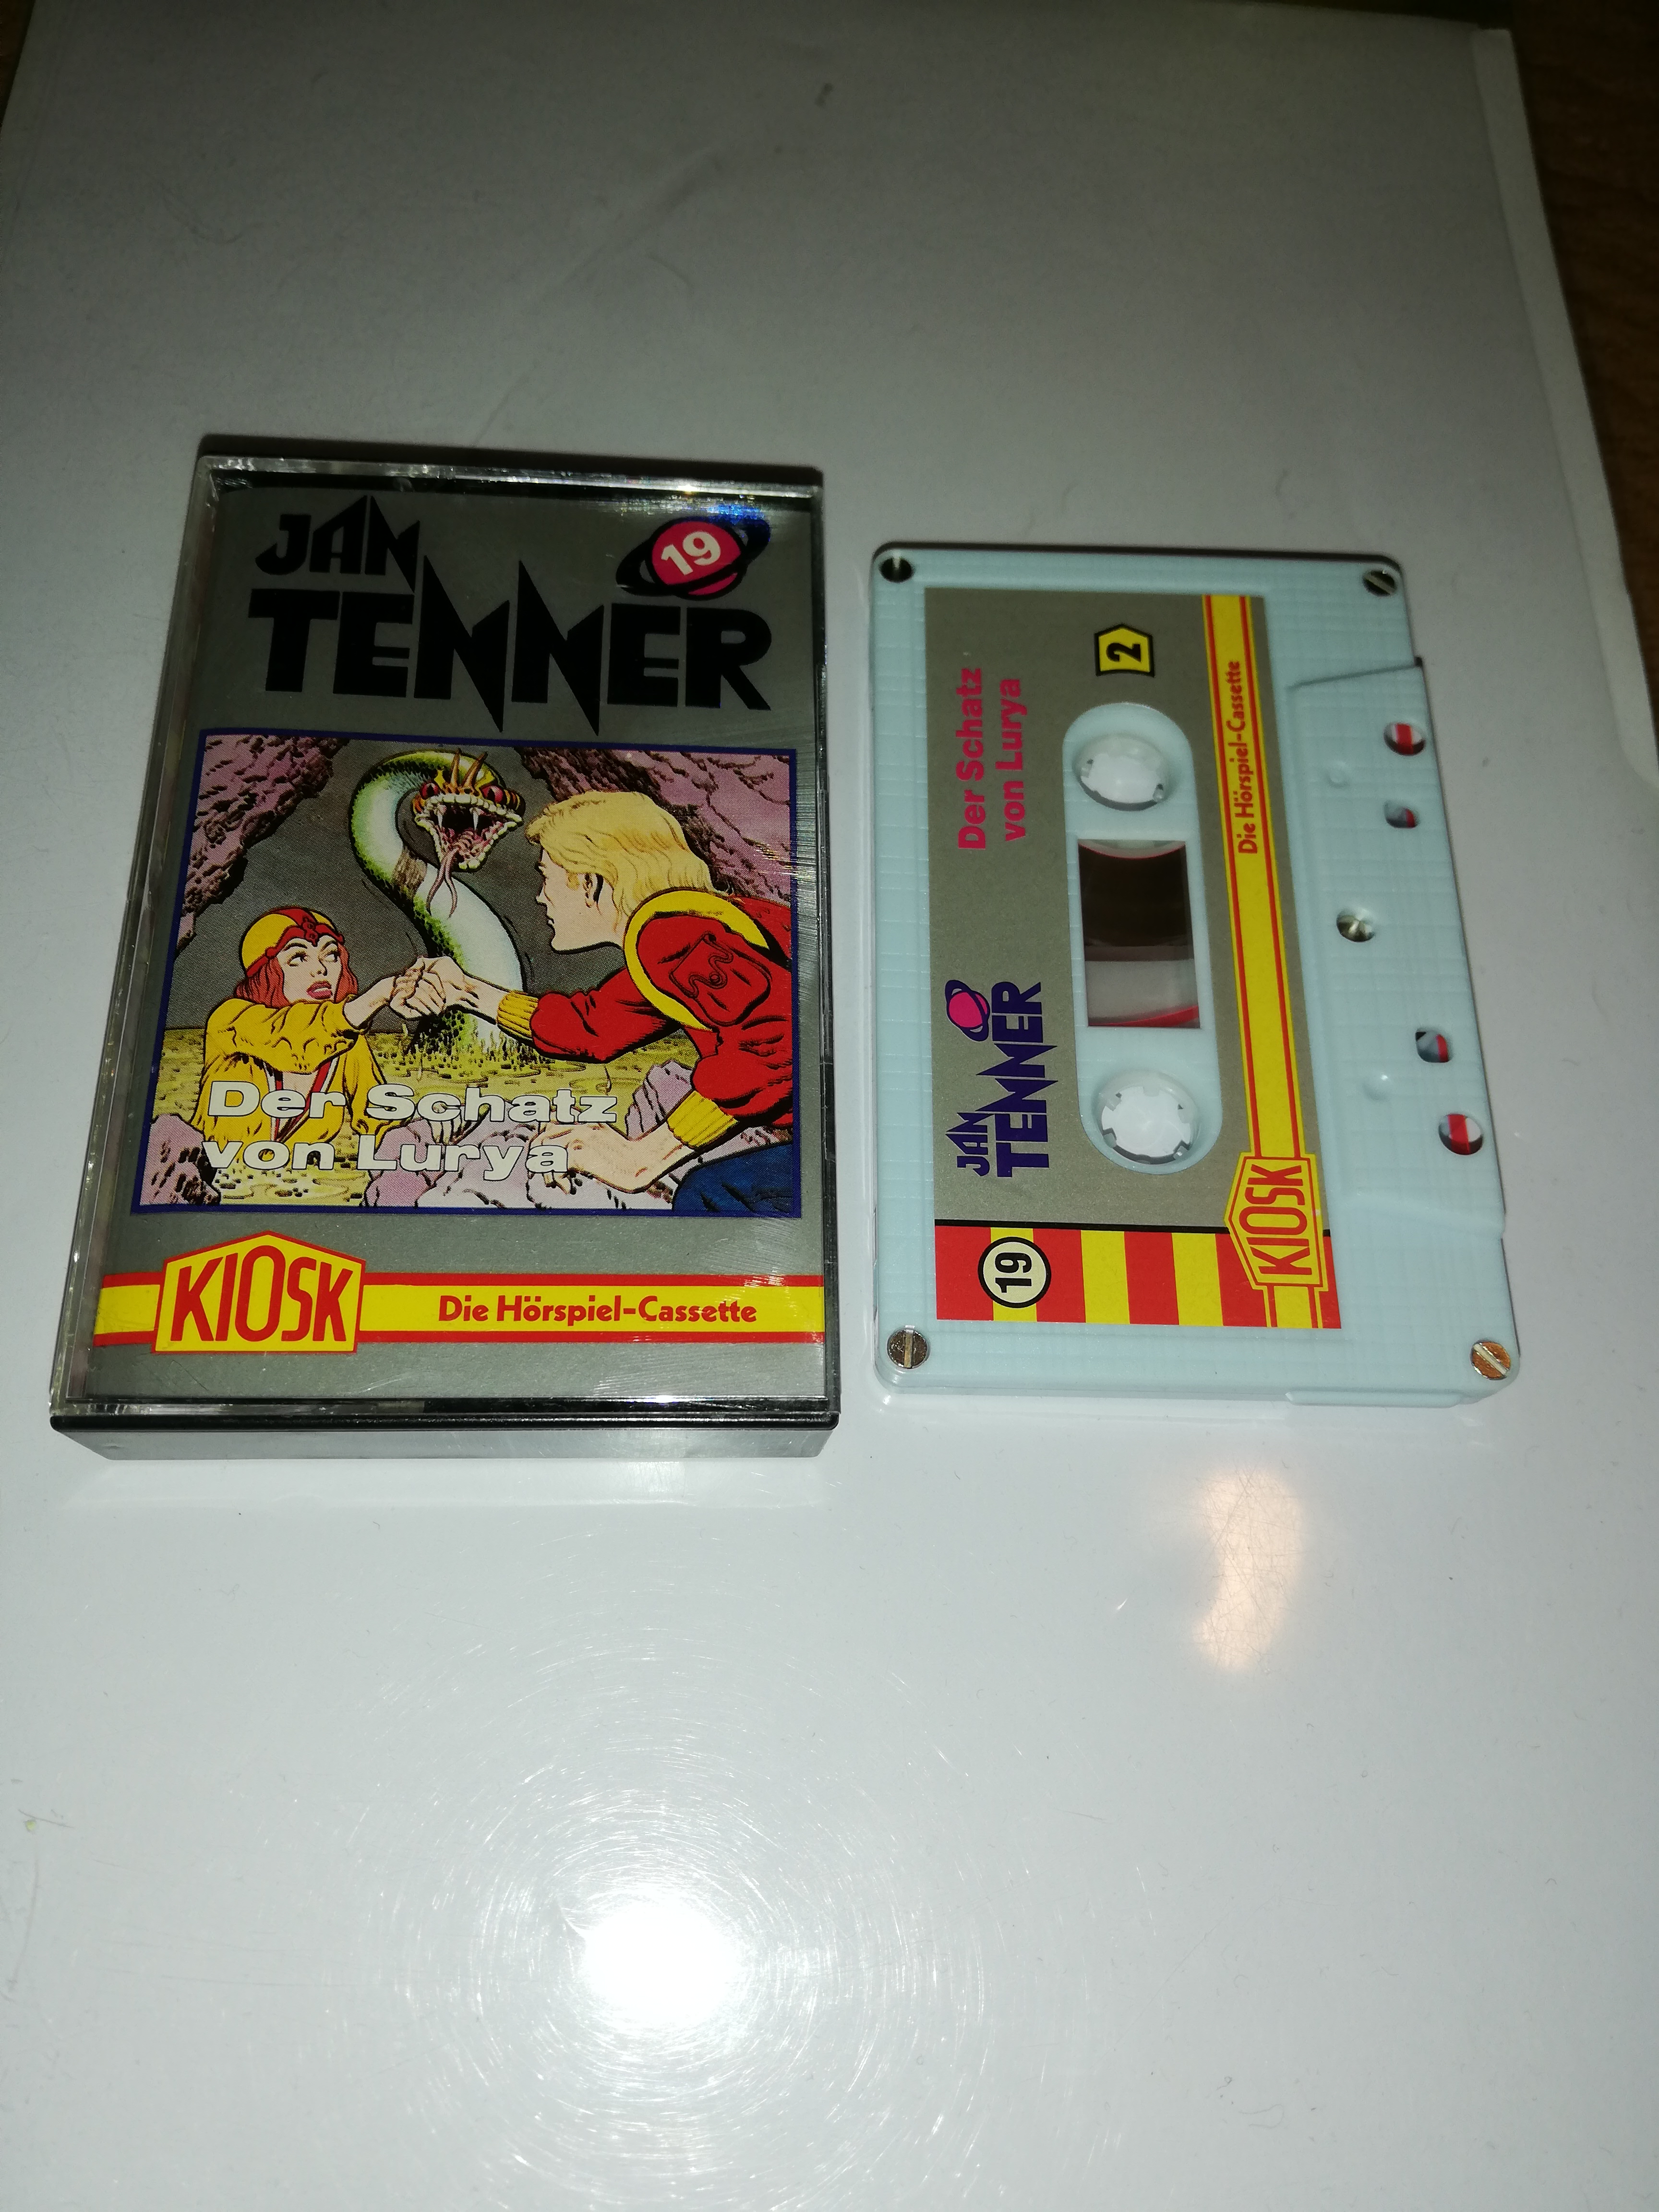 JAN
19
TENNER
Der Schatz
von Lurya
KIOSK
Die Hörspiel-Cassette
Der Schatz
von Lurya
2
JAN
TENNER
19
KIOSK
Die Hörspiel-Cassette